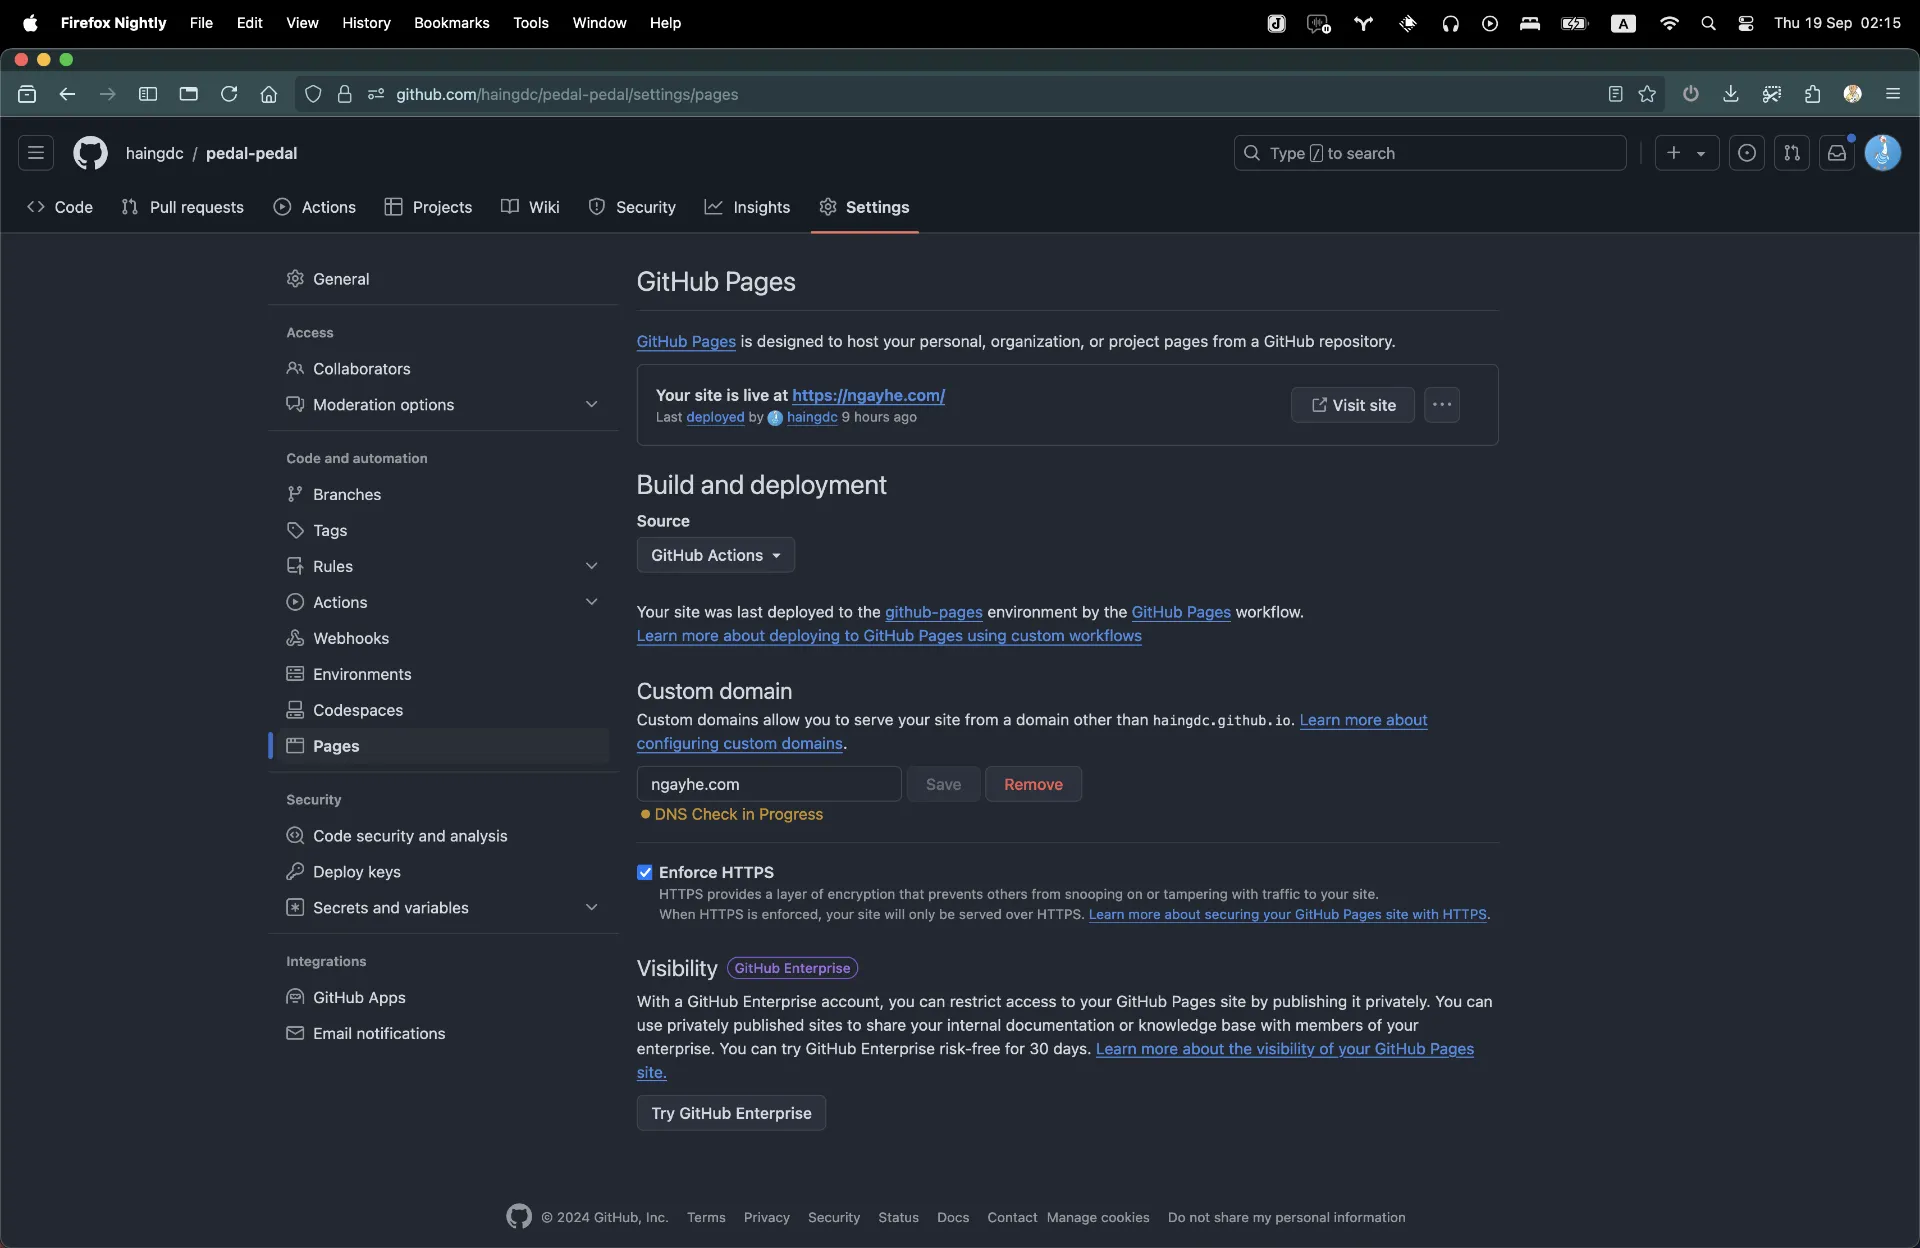 Firefox Nightly File Edit View History Bookmarks Tools Window Help
A Thu 19 Sep 02:15
github.com/haingdc/pedal-pedal/settings/pages
haingdc / pedal-pedal
Type / to search
Code Pull requests Actions Projects Wiki Security Insights Settings
General
Access
Collaborators
Moderation options
Code and automation
Branches
Tags
Rules
Actions
Webhooks
Environments
Codespaces
Pages
Security
Code security and analysis
Deploy keys
Secrets and variables
Integrations
GitHub Apps
Email notifications
GitHub Pages
GitHub Pages is designed to host your personal, organization, or project pages from a GitHub repository.
Your site is live at https://ngayhe.com/
Last deployed by haingdc 9 hours ago
Visit site
Build and deployment
Source
GitHub Actions
Your site was last deployed to the github-pages environment by the GitHub Pages workflow.
Learn more about deploying to GitHub Pages using custom workflows
Custom domain
Custom domains allow you to serve your site from a domain other than haingdc.github.io. Learn more about
configuring custom domains.
ngayhe.com Save Remove
DNS Check in Progress
Enforce HTTPS
HTTPS provides a layer of encryption that prevents others from snooping on or tampering with traffic to your site.
When HTTPS is enforced, your site will only be served over HTTPS. Learn more about securing your GitHub Pages site with HTTPS.
Visibility GitHub Enterprise
With a GitHub Enterprise account, you can restrict access to your GitHub Pages site by publishing it privately. You can
use privately published sites to share your internal documentation or knowledge base with members of your
enterprise. You can try GitHub Enterprise risk-free for 30 days. Learn more about the visibility of your GitHub Pages
site.
Try GitHub Enterprise
© 2024 GitHub, Inc. Terms Privacy Security Status Docs Contact Manage cookies Do not share my personal information